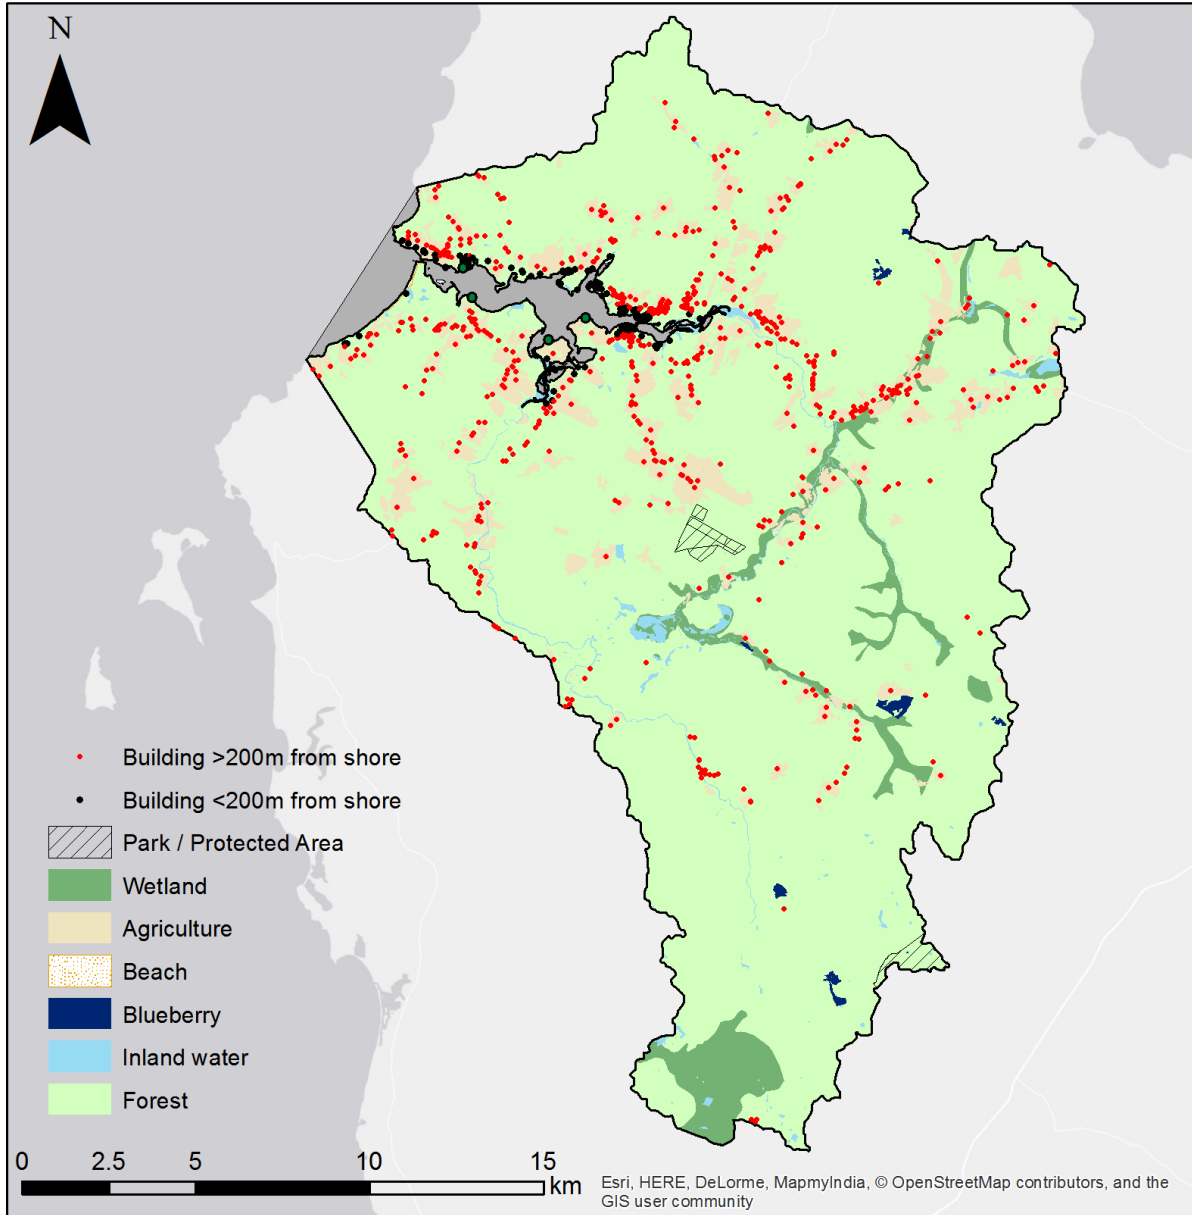 N
Building >200m from shore
Building <200m from shore
Park / Protected Area
Wetland
Agriculture
Beach
Blueberry
Inland water
Forest
0 2.5 5 10 15
km
Esri, HERE, DeLorme, MapmyIndia, © OpenStreetMap contributors, and the
GIS user community